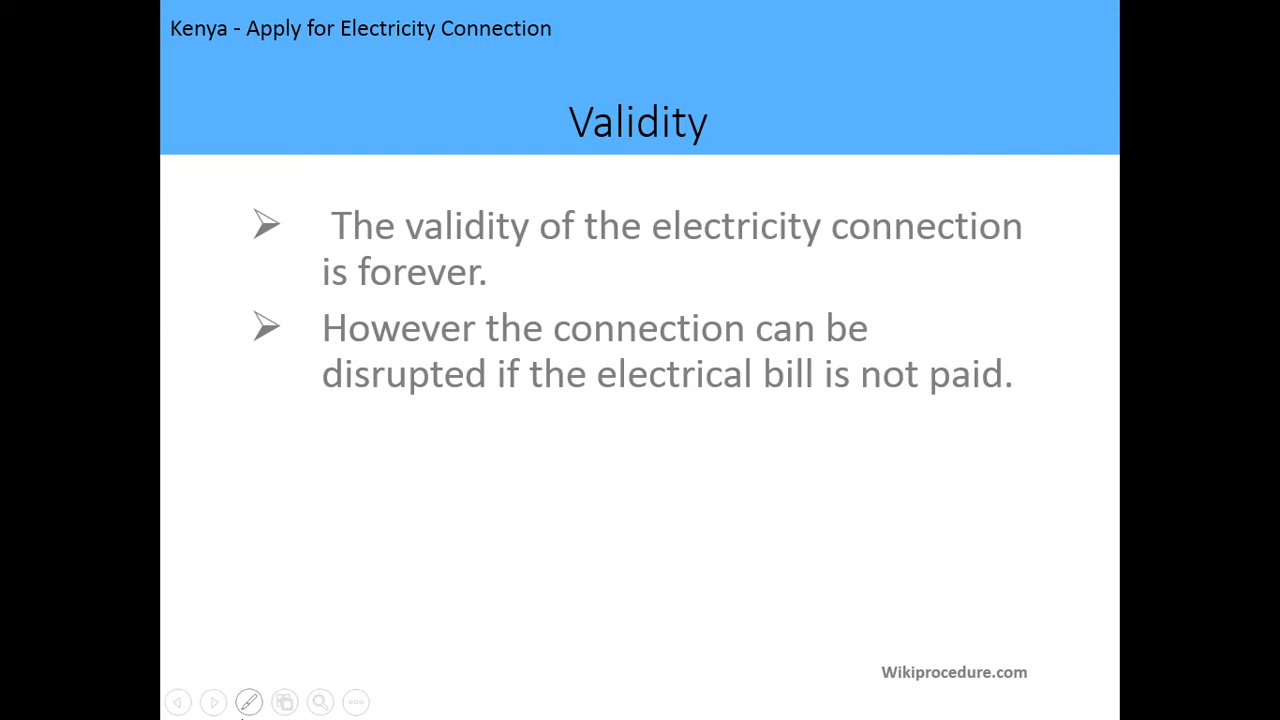 Kenya - Apply for Electricity Connection
Validity
➢ The validity of the electricity connection
is forever.
➢ However the connection can be
disrupted if the electrical bill is not paid.
Wikiprocedure.com